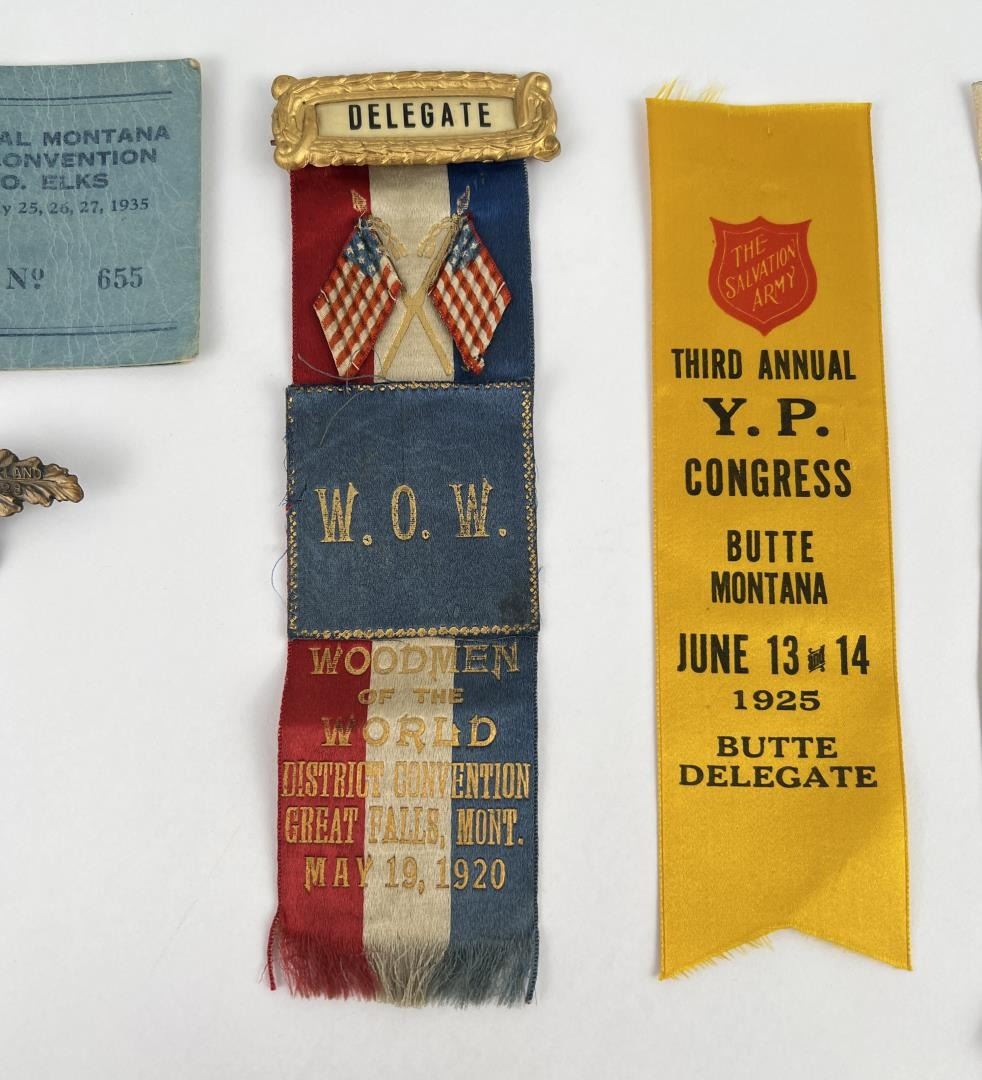 MONTANA
CONVENTION
O. ELKS
25, 26, 27, 1935
Nº 655
DELEGATE
W. O. W.
WOODMEN
OF THE
WORLD
DISTRICT CONVENTION
GREAT FALLS, MONT.
MAY 19, 1920
THE
SALVATION
ARMY
THIRD ANNUAL
Y. P.
CONGRESS
BUTTE
MONTANA
JUNE 13 and 14
1925
BUTTE
DELEGATE